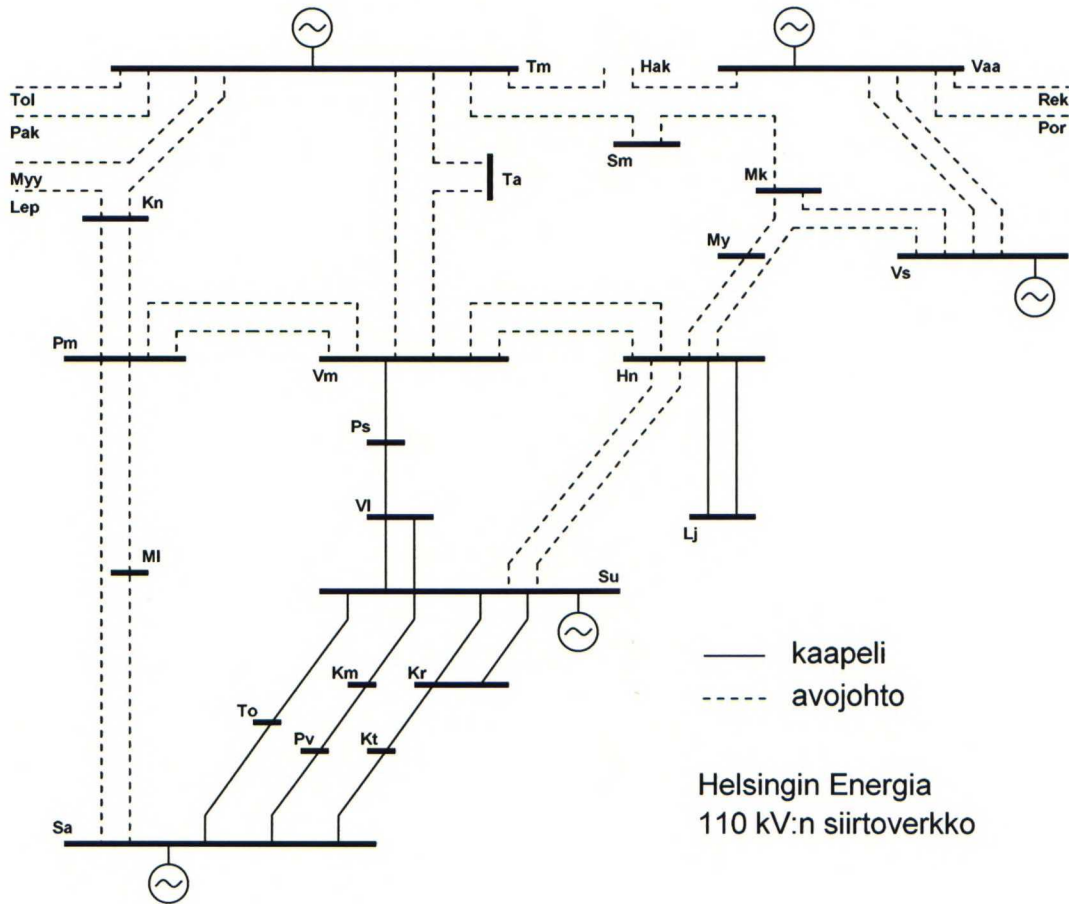 Tm
Hak
Vaa
Tol
Rek
Pak
Por
Sm
Ta
Myy
Mk
Lep
Kn
My
Vs
Pm
Vm
Hn
Ps
Vl
Lj
Ml
Su
kaapeli
Km
Kr
avojohto
To
Pv
Kt
Helsingin Energia
110 kV:n siirtoverkko
Sa